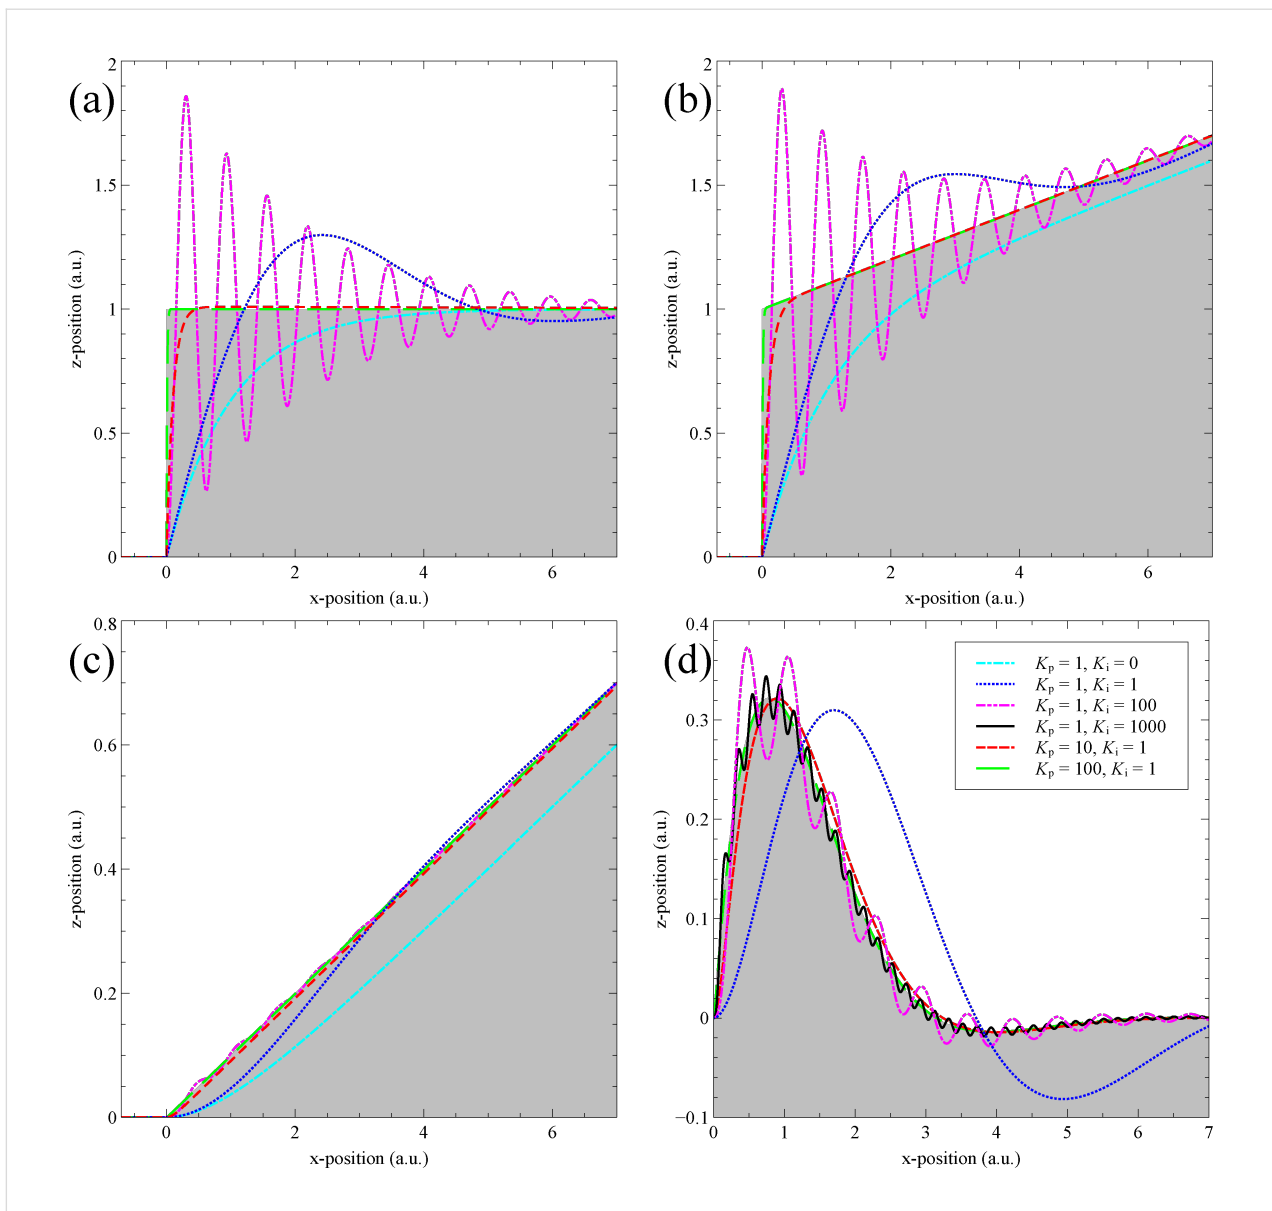 (a)
2
1.5
1
0.5
0
z-position (a.u.)
0 2 4 6
x-position (a.u.)
(b)
2
1.5
1
0.5
0
z-position (a.u.)
0 2 4 6
x-position (a.u.)
(c)
0.8
0.6
0.4
0.2
0
z-position (a.u.)
0 2 4 6
x-position (a.u.)
(d)
0.4
0.3
0.2
0.1
0
−0.1
z-position (a.u.)
0 1 2 3 4 5 6 7
x-position (a.u.)
Kp = 1, Ki = 0
Kp = 1, Ki = 1
Kp = 1, Ki = 100
Kp = 1, Ki = 1000
Kp = 10, Ki = 1
Kp = 100, Ki = 1